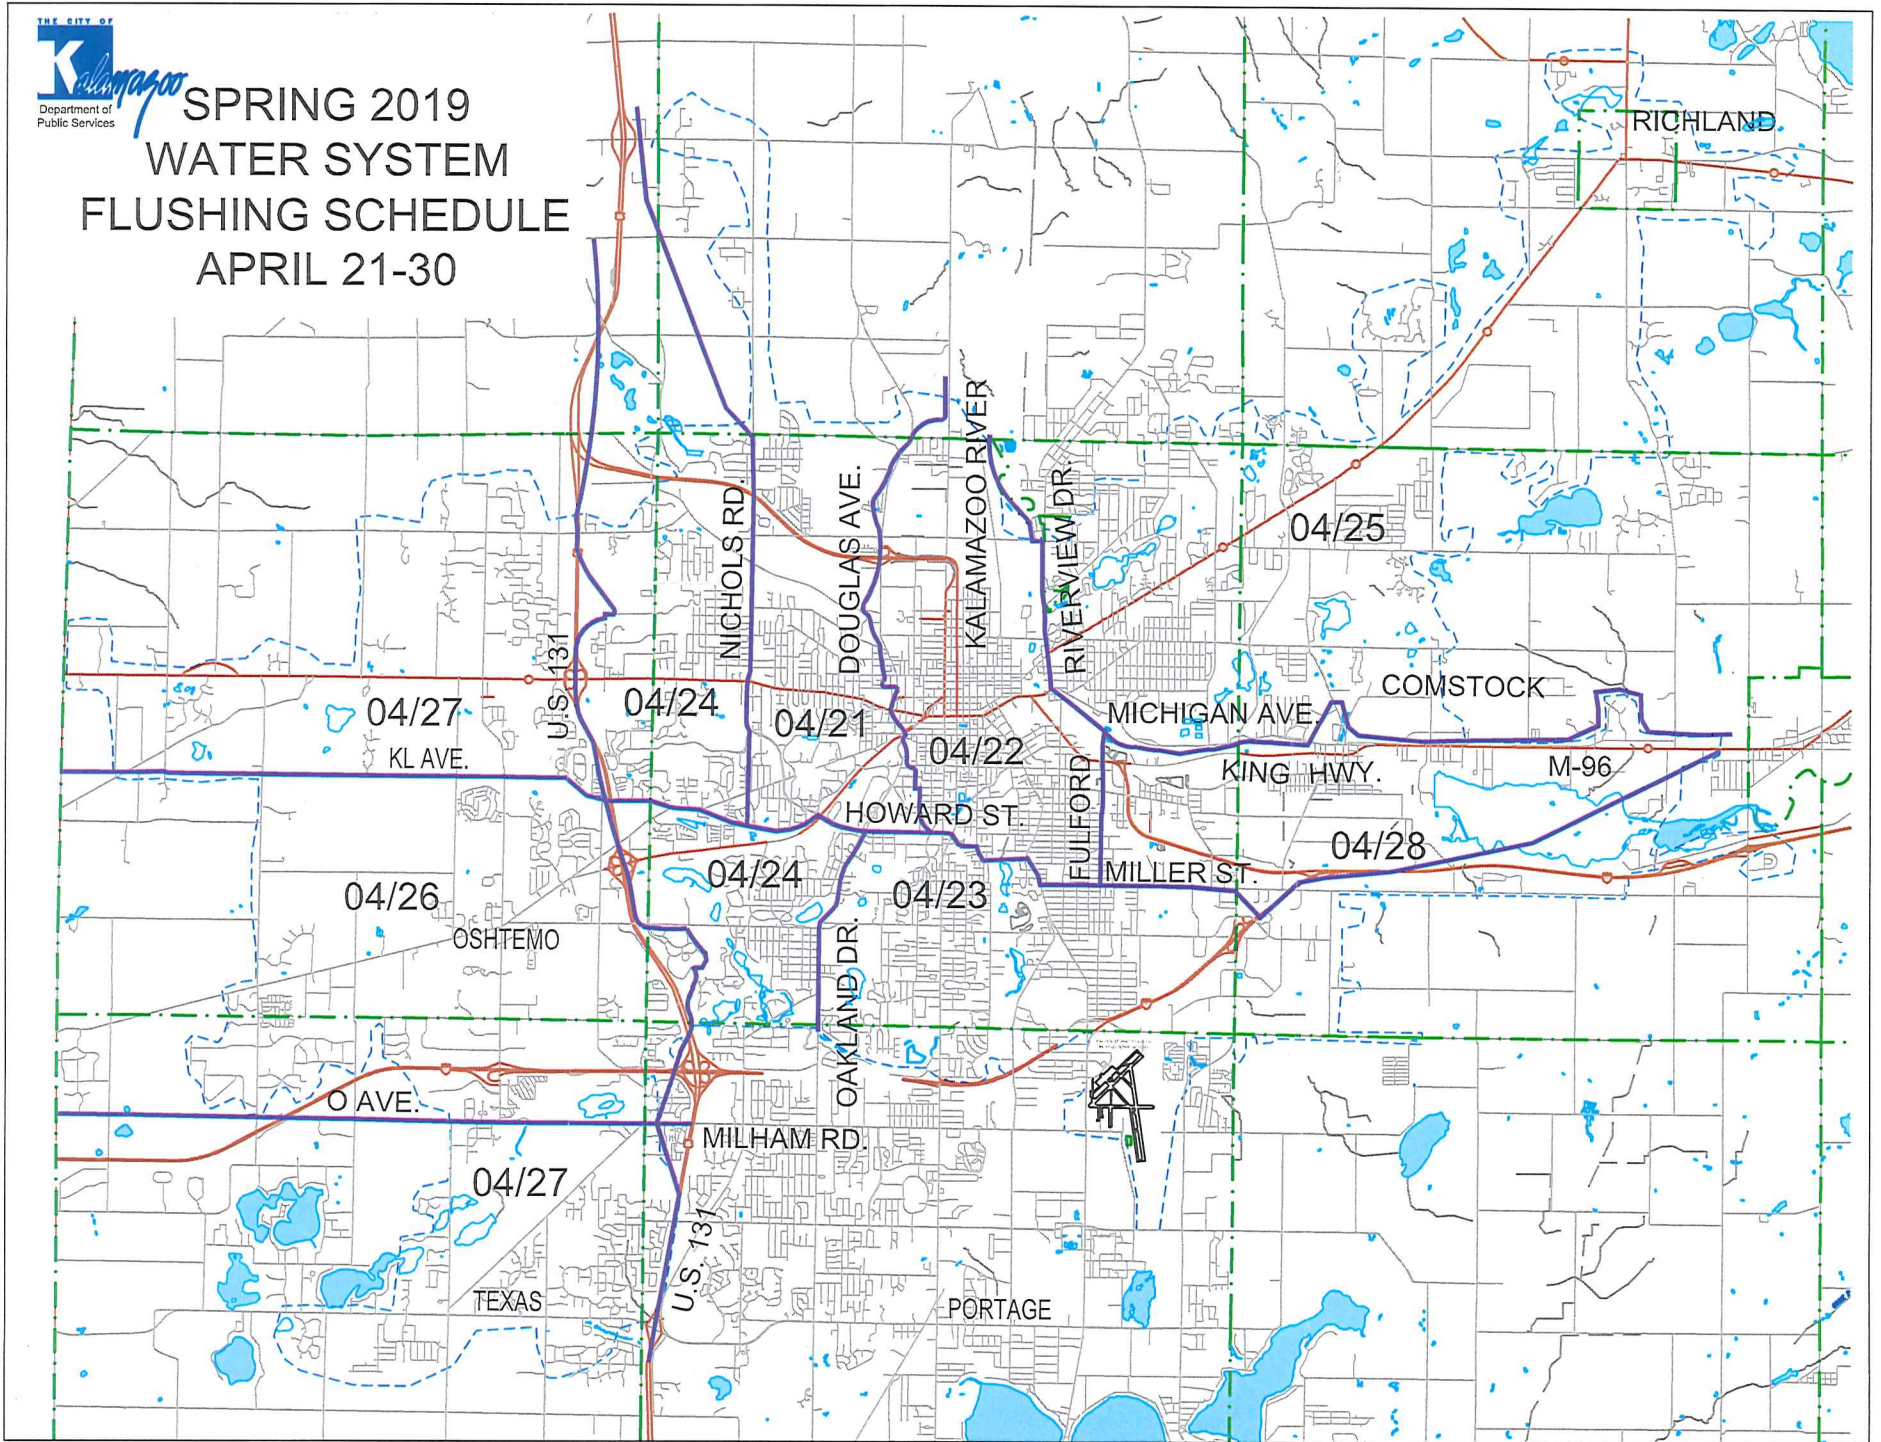 THE CITY OF
Kalamazoo
Department of
Public Services
SPRING 2019
WATER SYSTEM
FLUSHING SCHEDULE
APRIL 21-30
RICHLAND
KALAMAZOO RIVER
NICHOLS RD.
DOUGLAS AVE.
RIVERVIEW DR.
04/25
U.S. 131
04/27
04/24
04/21
04/22
MICHIGAN AVE.
COMSTOCK
KL AVE.
KING HWY.
M-96
HOWARD ST.
FULFORD
04/28
04/26
04/24
04/23
MILLER ST.
OSHTEMO
OAKLAND DR.
O AVE.
MILHAM RD.
04/27
U.S. 131
TEXAS
PORTAGE